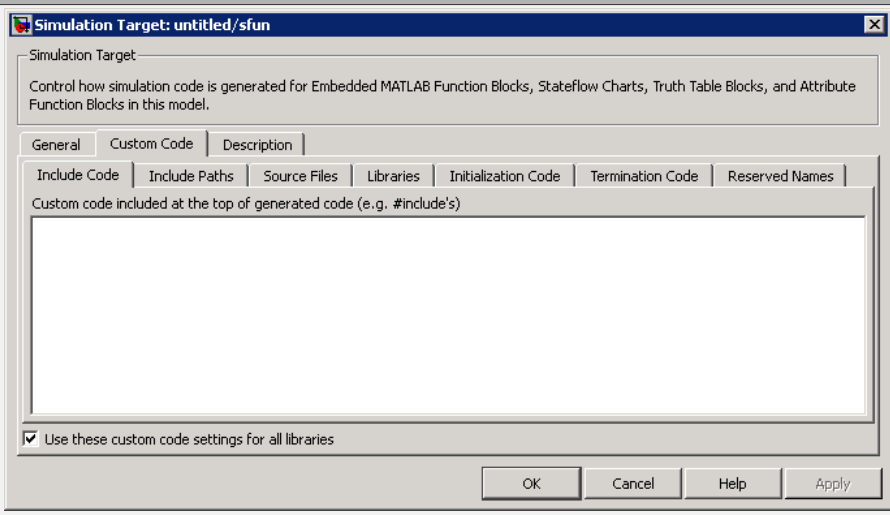 Simulation Target: untitled/sfun
Simulation Target
Control how simulation code is generated for Embedded MATLAB Function Blocks, Stateflow Charts, Truth Table Blocks, and Attribute
Function Blocks in this model.
General Custom Code Description
Include Code Include Paths Source Files Libraries Initialization Code Termination Code Reserved Names
Custom code included at the top of generated code (e.g. #include's)
Use these custom code settings for all libraries
OK Cancel Help Apply